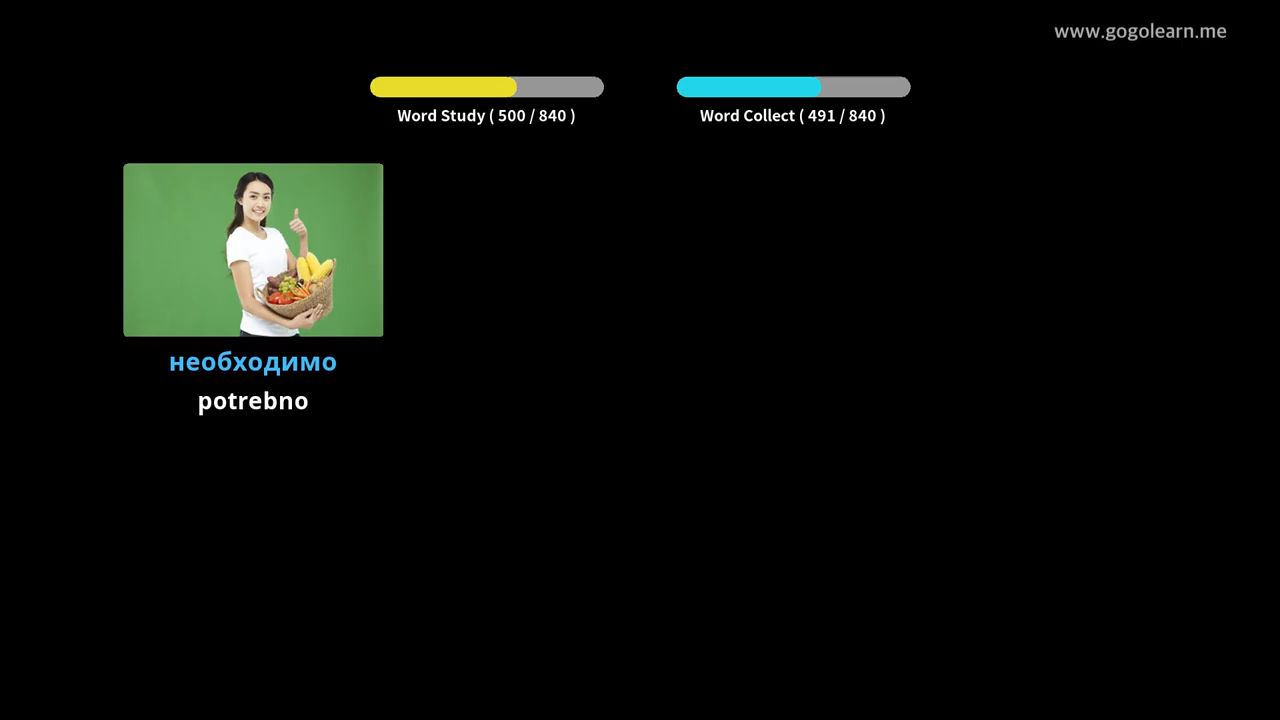 www.gogolearn.me
Word Study ( 500 / 840 )
Word Collect ( 491 / 840 )
необходимо
potrebno